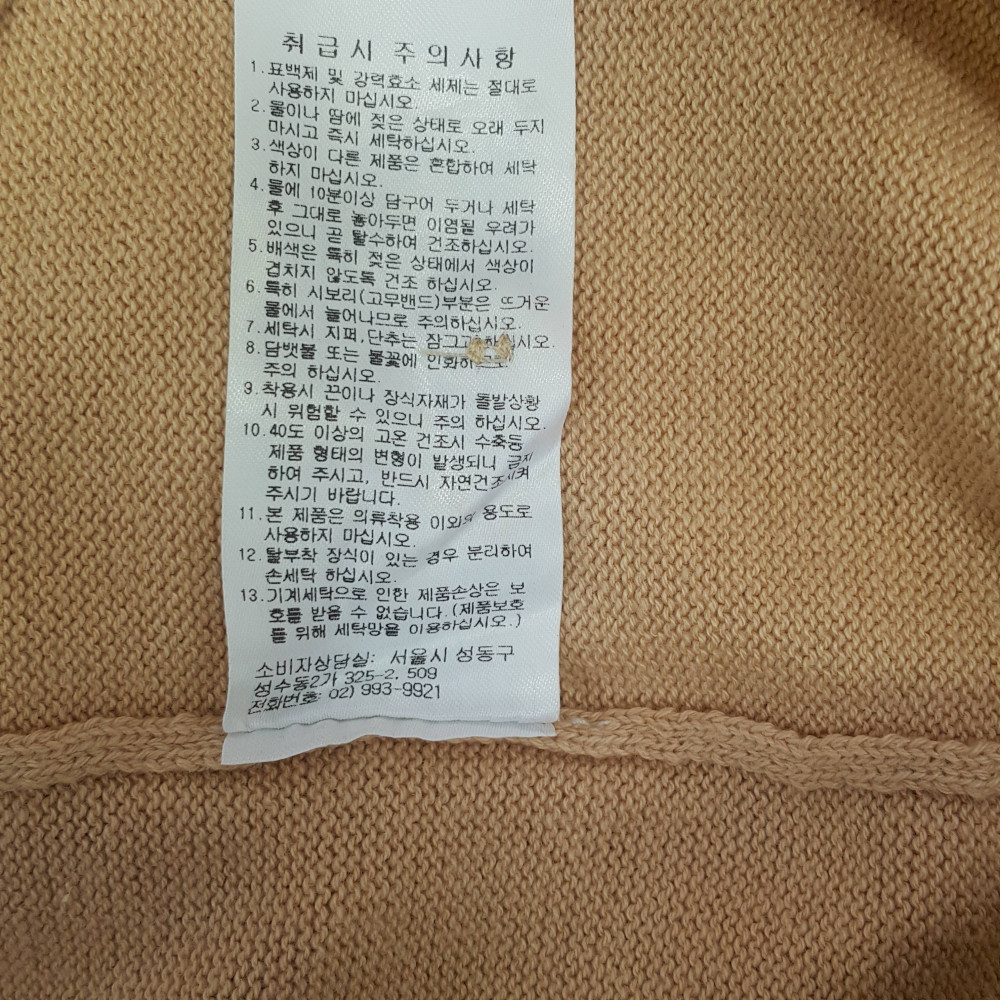 취급시 주의사항
1.표백제 및 강력효소 세제는 절대로
사용하지 마십시오
2.물이나 땀에 젖은 상태로 오래 두지
마시고 즉시 세탁하십시오.
3.색상이 다른 제품은 혼합하여 세탁
하지 마십시오.
4.물에 10분이상 담구어 두거나 세탁
후 그대로 놓아두면 이염될 우려가
있으니 곧 탈수하여 건조하십시오.
5.배색은 특히 젖은 상태에서 색상이
겹치지 않도록 건조 하십시오.
6.특히 시보리(고무밴드)부분은 뜨거운
물에서 늘어나므로 주의하십시오.
7.세탁시 지퍼,단추는
8.담뱃불 또는 불꽃에
주의 하십시오.
9.착용시 끈이나 장식자재가 돌발상황
시 위험할 수 있으니 주의 하십시오.
10.40도 이상의 고온 건조시 수축등
제품 형태의 변형이 발생되니
하여 주시고, 반드시
주시기 바랍니다.
11.본 제품은 의류착용 이외의 용도로
사용하지 마십시오.
12.탈부착 장식이 있는 경우 분리하여
손세탁 하십시오.
13.기계세탁으로 인한 제품손상은 보
호를 받을 수 없습니다.(제품보호
를 위해 세탁망을 이용하십시오.)
소비자상담실: 서울시 성동구
성수동2가 325-2, 509
전화번호: 02) 993-9921